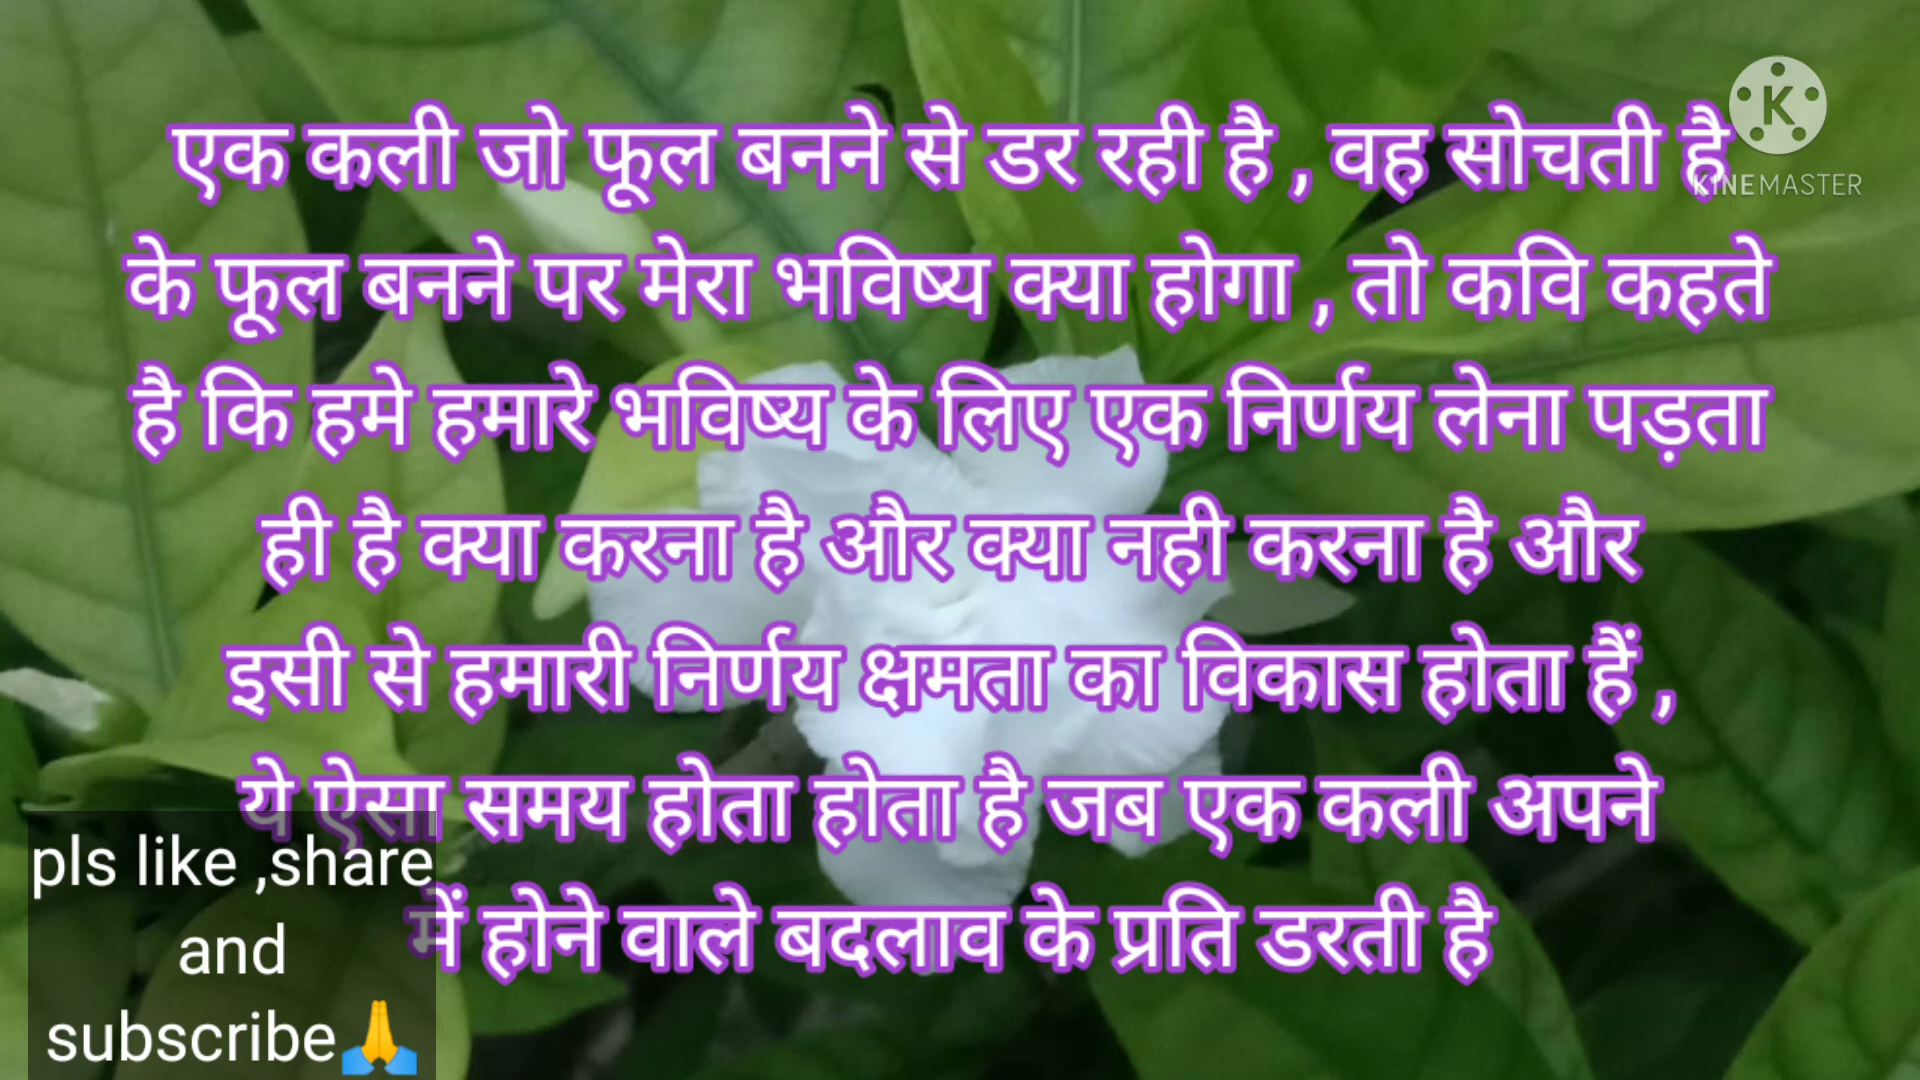 एक कली जो फूल बनने से डर रही है , वह सोचती है
के फूल बनने पर मेरा भविष्य क्या होगा , तो कवि कहते
है कि हमे हमारे भविष्य के लिए एक निर्णय लेना पड़ता
ही है क्या करना है और क्या नही करना है और
इसी से हमारी निर्णय क्षमता का विकास होता हैं ,
ये ऐसा समय होता होता है जब एक कली अपने
में होने वाले बदलाव के प्रति डरती है
K
KINEMASTER
pls like ,share
and
subscribe🙏